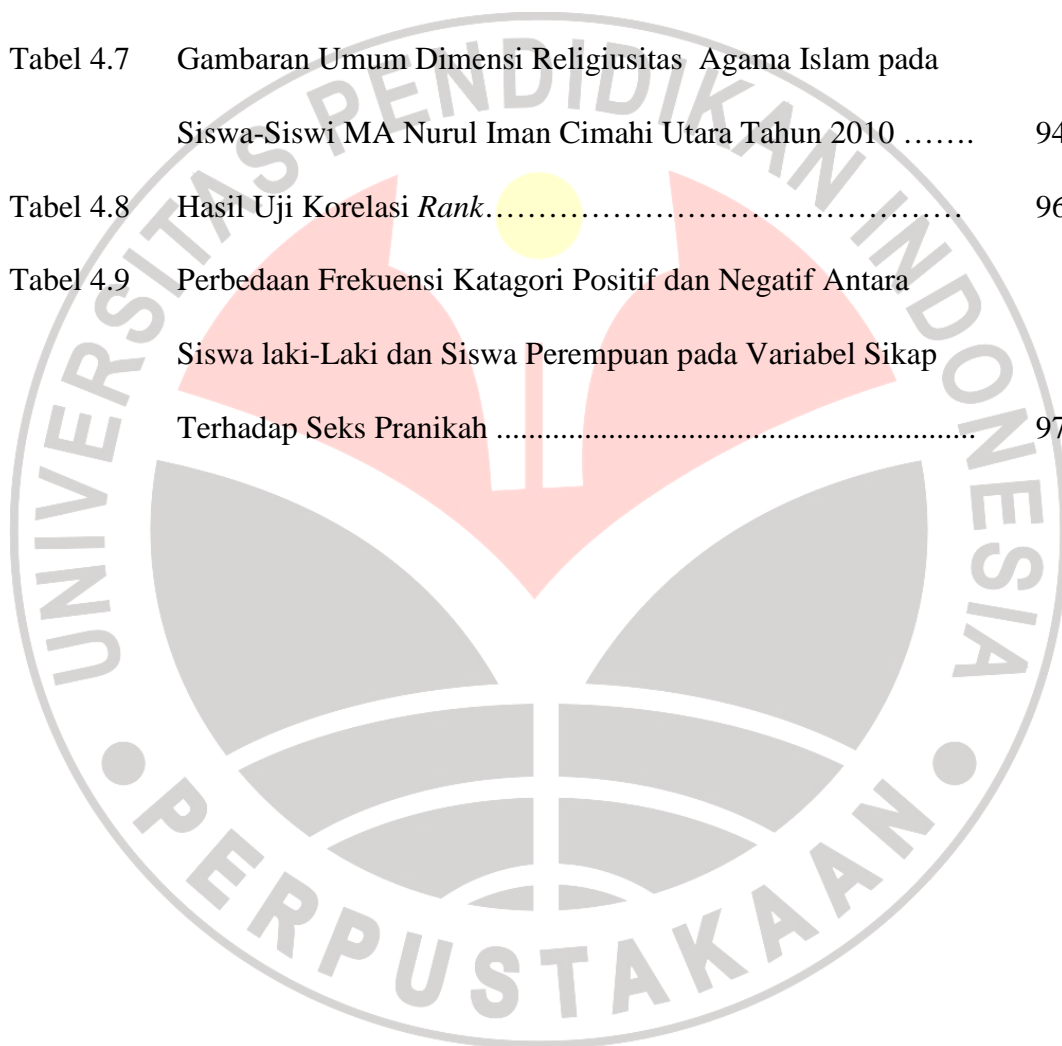 Tabel 4.7 Gambaran Umum Dimensi Religiusitas Agama Islam pada
Siswa-Siswi MA Nurul Iman Cimahi Utara Tahun 2010 ……. 94
Tabel 4.8 Hasil Uji Korelasi Rank……………………………………… 96
Tabel 4.9 Perbedaan Frekuensi Katagori Positif dan Negatif Antara
Siswa laki-Laki dan Siswa Perempuan pada Variabel Sikap
Terhadap Seks Pranikah ............................................................ 97
UNIVERSITAS PENDIDIKAN INDONESIA
PERPUSTAKAAN